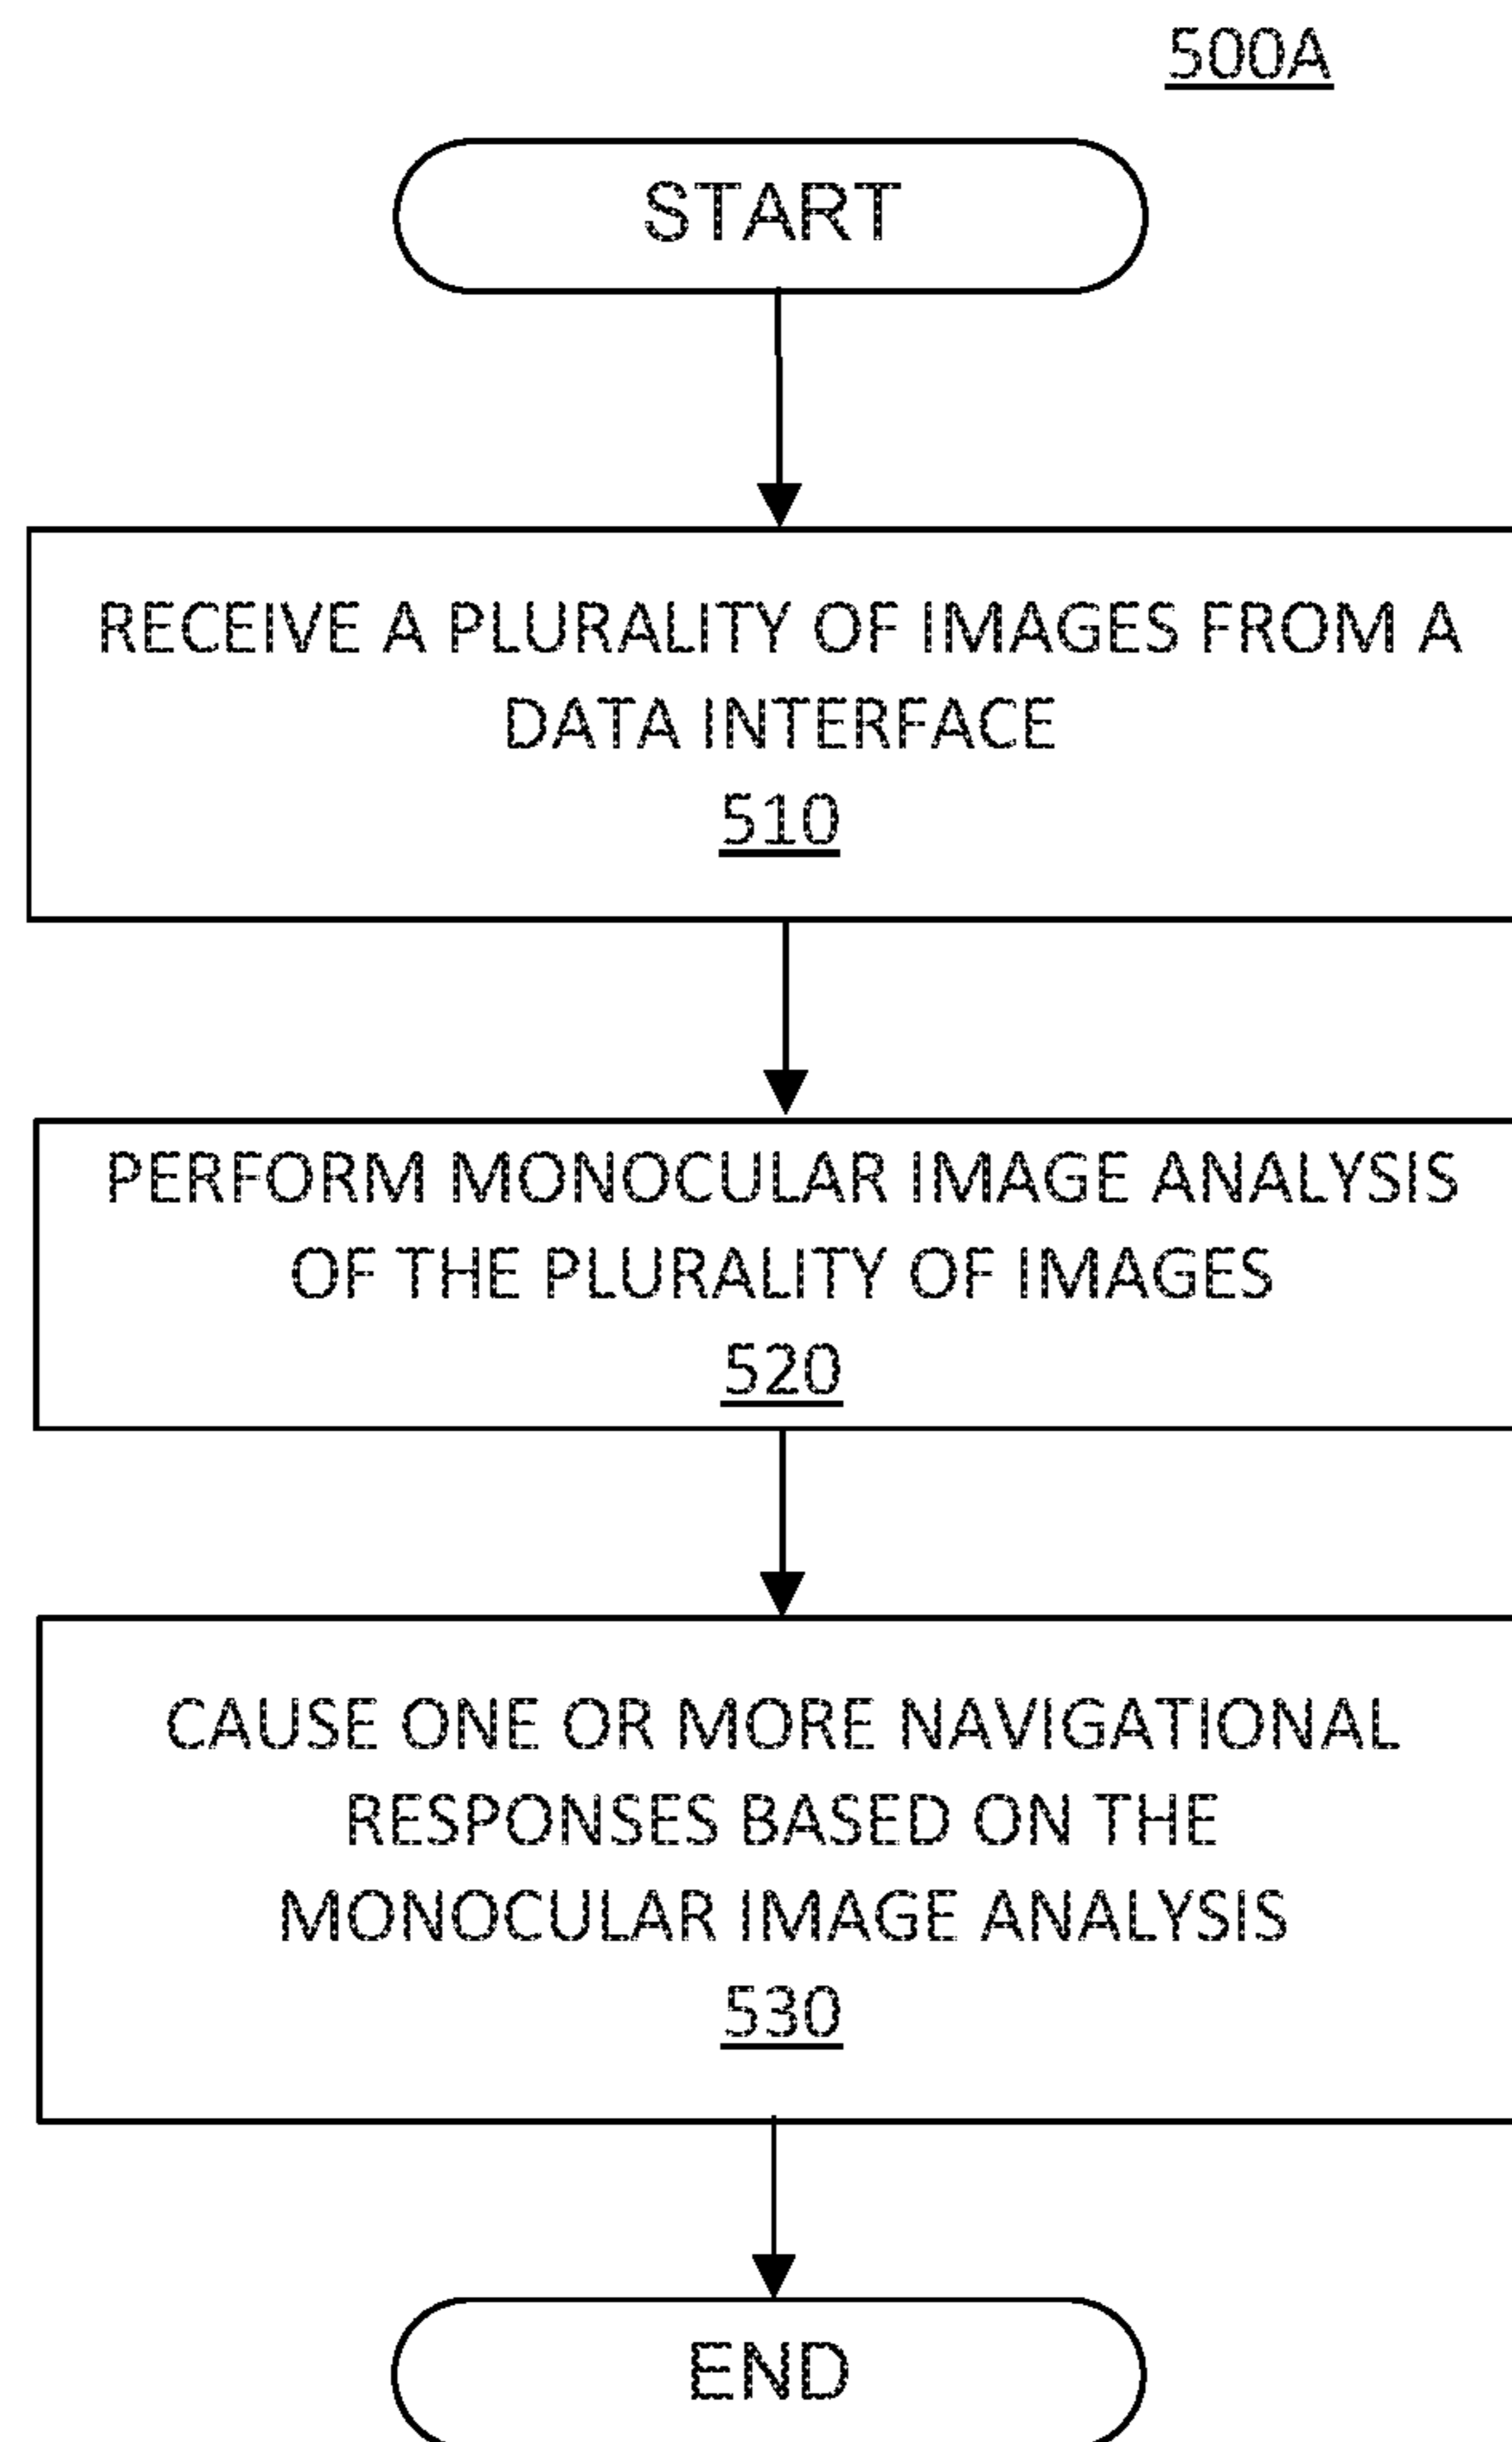 500A
START
RECEIVE A PLURALITY OF IMAGES FROM A
DATA INTERFACE
510
PERFORM MONOCULAR IMAGE ANALYSIS
OF THE PLURALITY OF IMAGES
520
CAUSE ONE OR MORE NAVIGATIONAL
RESPONSES BASED ON THE
MONOCULAR IMAGE ANALYSIS
530
END